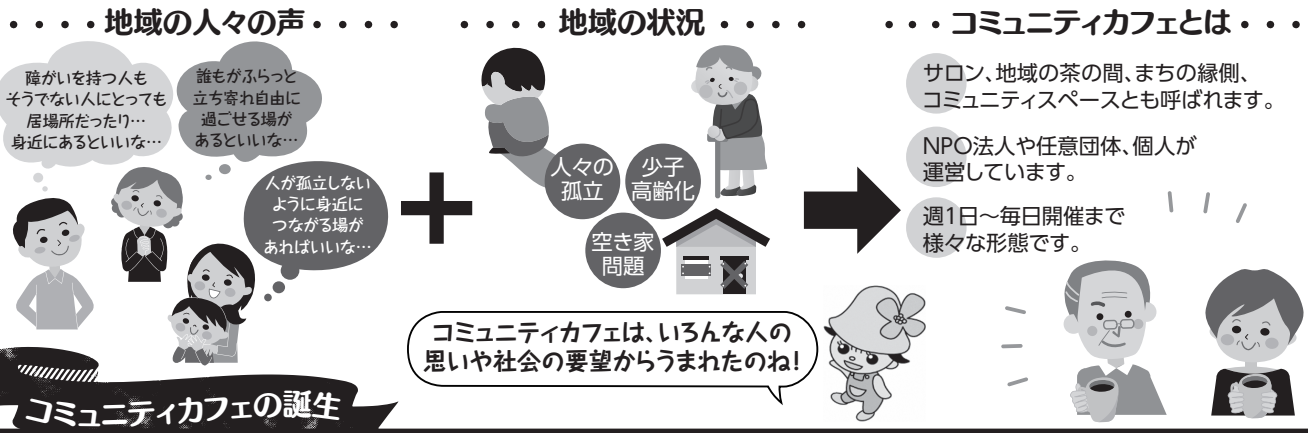 ・・・・地域の人々の声・・・・
障がいを持つ人も
そうでない人にとっても
居場所だったり…
身近にあるといいな…
誰もがふらっと
立ち寄れ自由に
過ごせる場が
あるといいな…
人が孤立しない
ように身近に
つながる場が
あればいいな…
コミュニティカフェの誕生
・・・・地域の状況・・・・
人々の
孤立
少子
高齢化
空き家
問題
コミュニティカフェは、いろんな人の
思いや社会の要望からうまれたのね!
・・・コミュニティカフェとは・・・
サロン、地域の茶の間、まちの縁側、
コミュニティスペースとも呼ばれます。
NPO法人や任意団体、個人が
運営しています。
週1日〜毎日開催まで
様々な形態です。